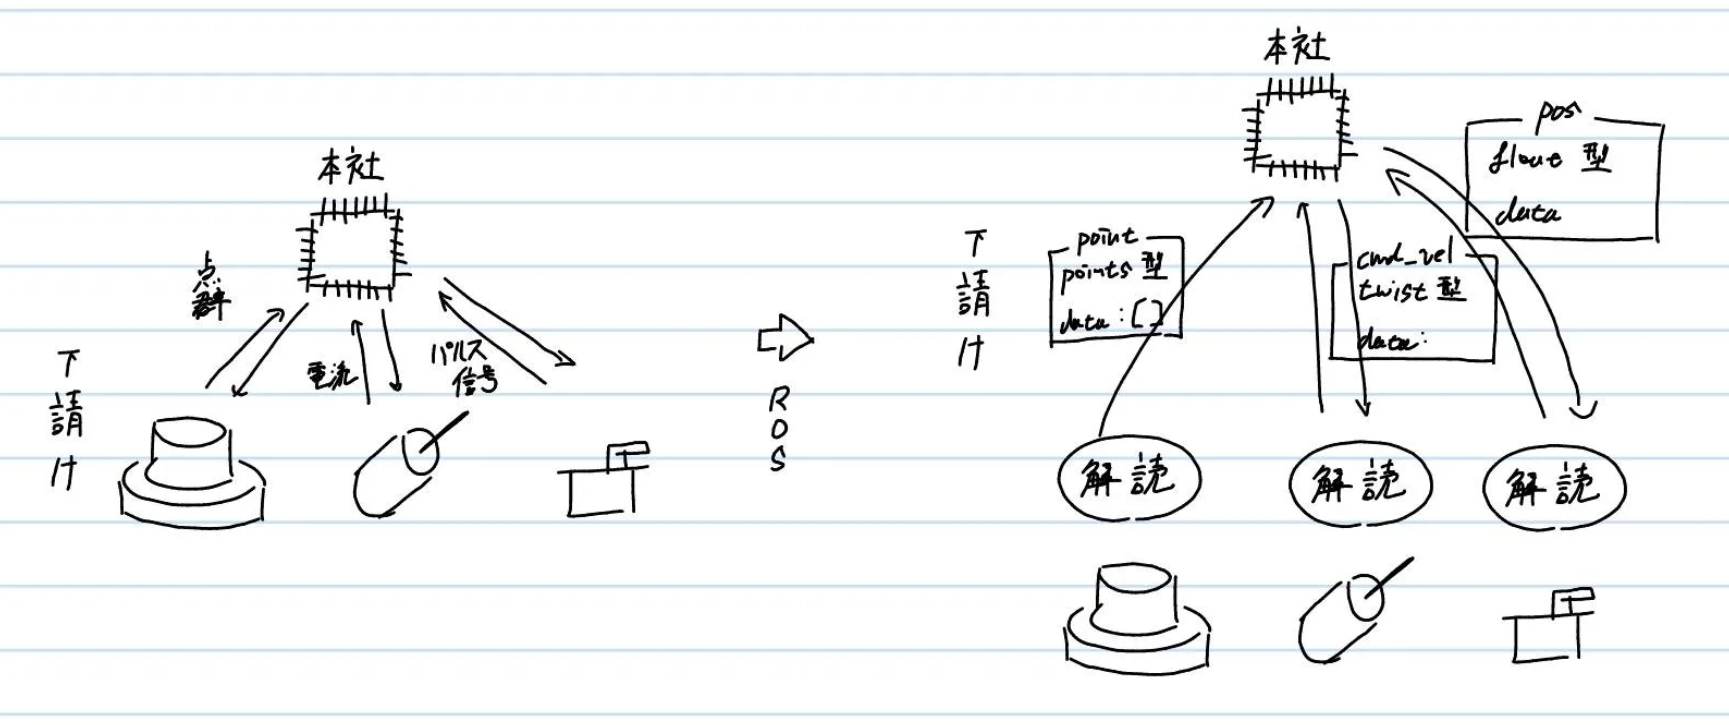 本社
点群
電流
パルス
信号
下請け
ROS
本社
下請け
point
points 型
data : []
cmd_vel
twist 型
data :
pos
float 型
data
解読
解読
解読